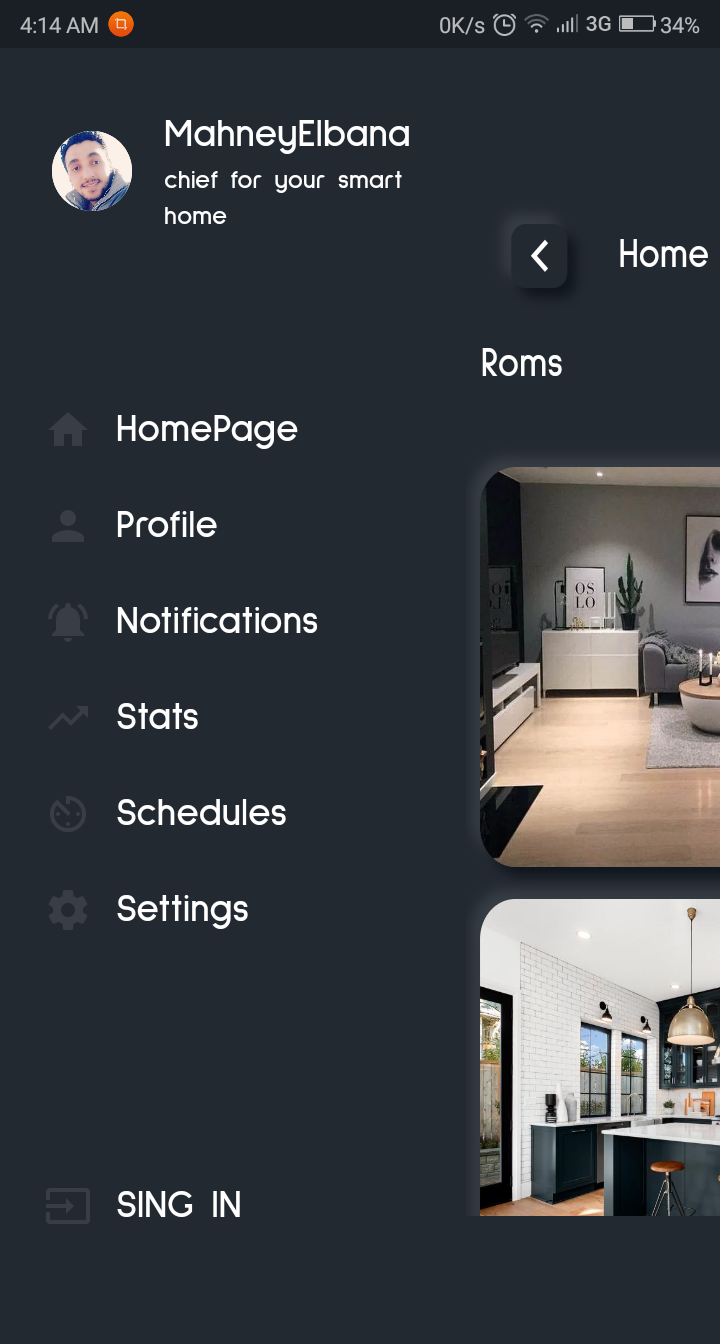 4:14 AM 0K/s 3G 34%
MahneyElbana
chief for your smart
home
Home
Roms
HomePage
OS
LO
Profile
Notifications
Stats
Schedules
Settings
SING IN